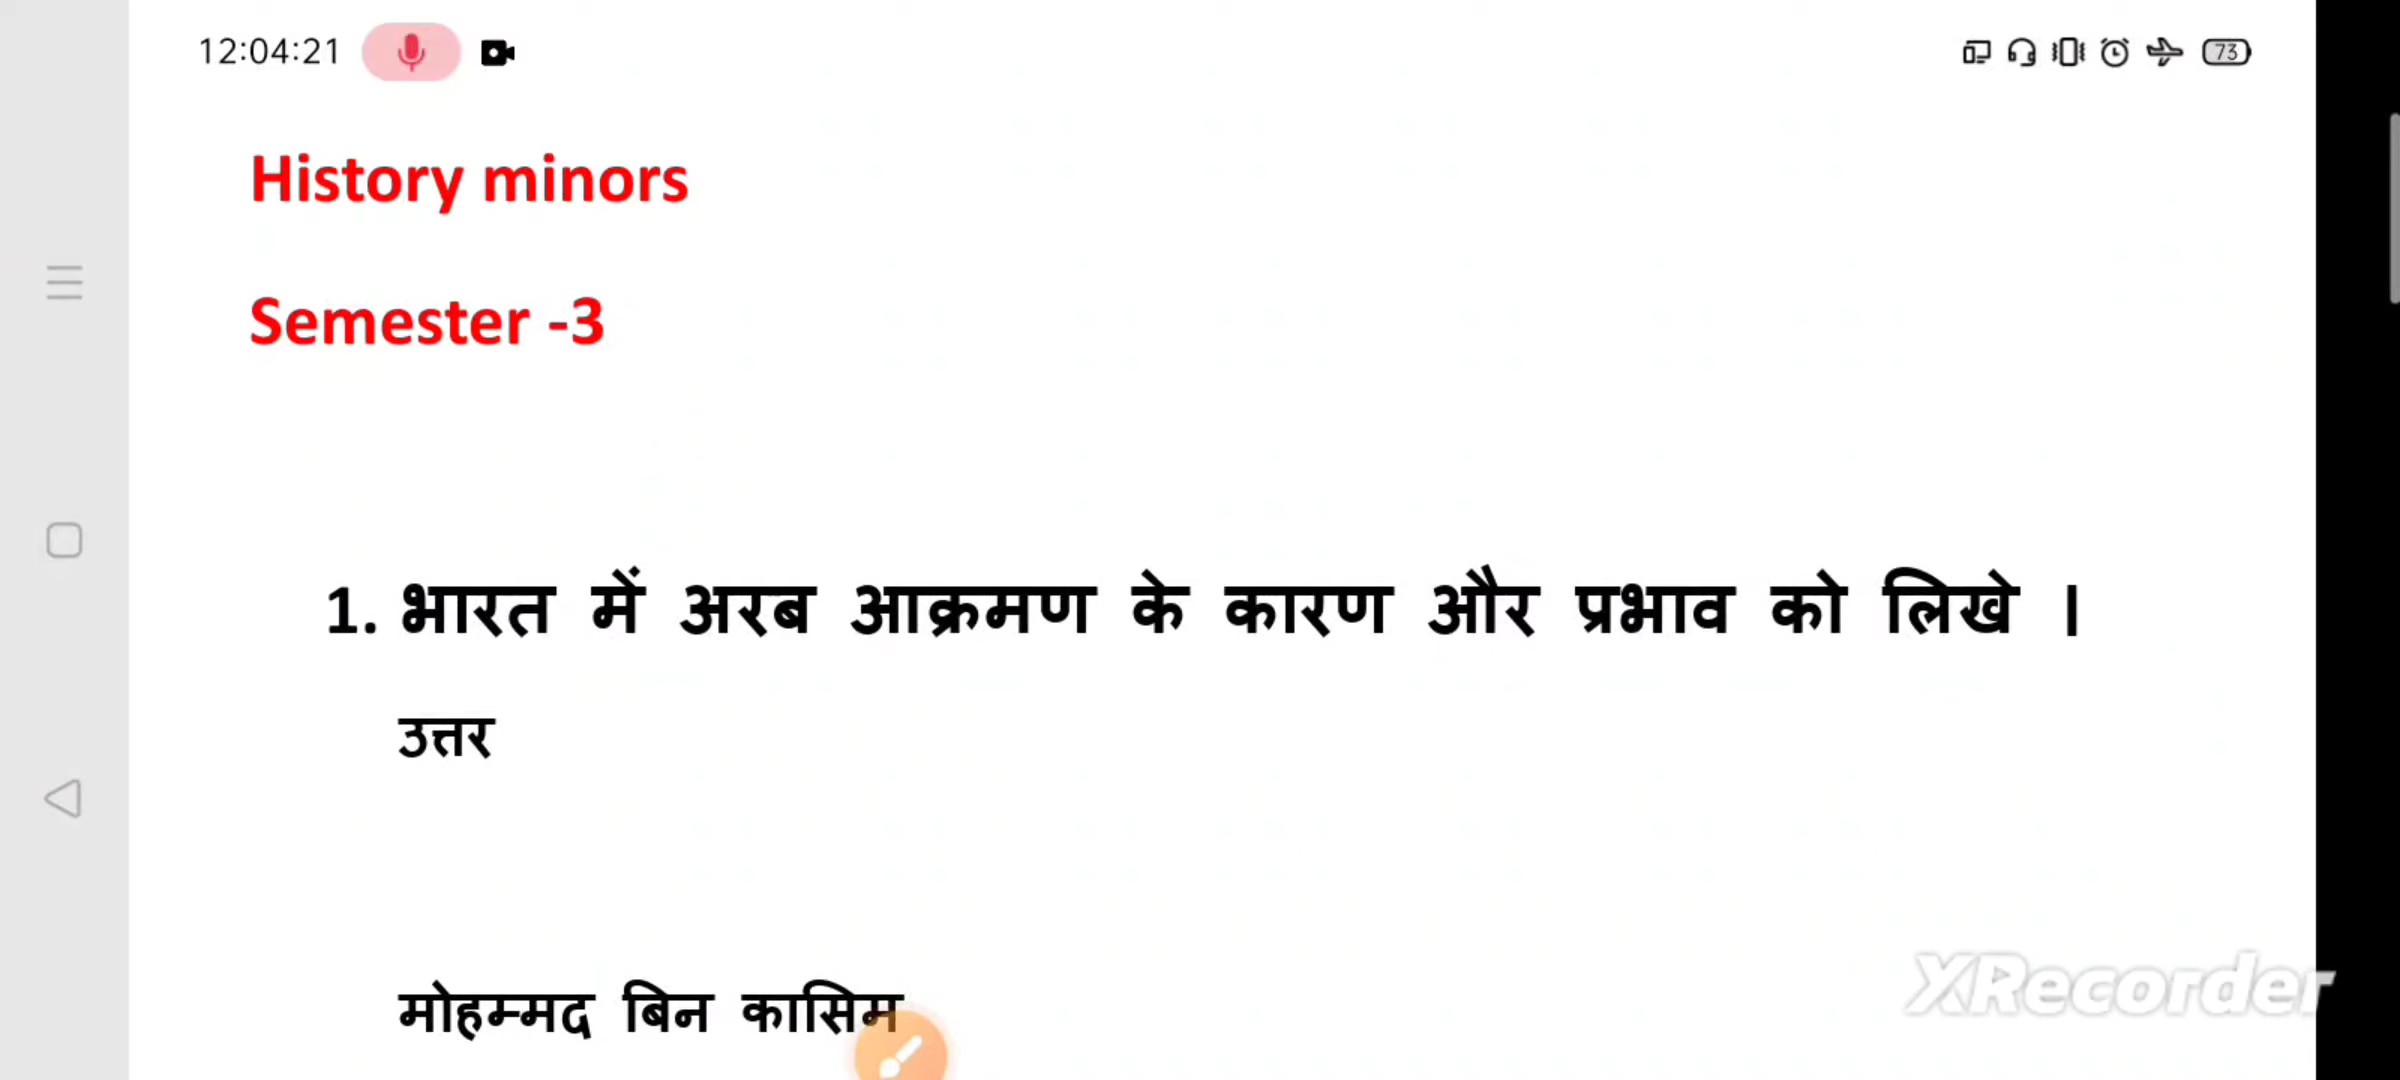 12:04:21
73
History minors
Semester -3
1. भारत में अरब आक्रमण के कारण और प्रभाव को लिखे ।
उत्तर
मोहम्मद बिन कासिम
XRecorder